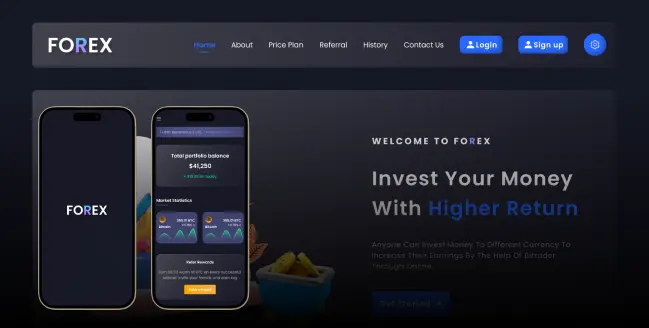 FOREX
Home About Price Plan Referral History Contact Us Login Sign up
WELCOME TO FOREX
Invest Your Money
With Higher Return
Anyone Can Invest Money To Different Currency To
Increase Their Earnings By The Help Of Bitrader
Through Online
Get Started
FOREX
Total portfolio balance
$41,250
Market Statistics
Bitcoin
Bitcoin
Refer Rewards